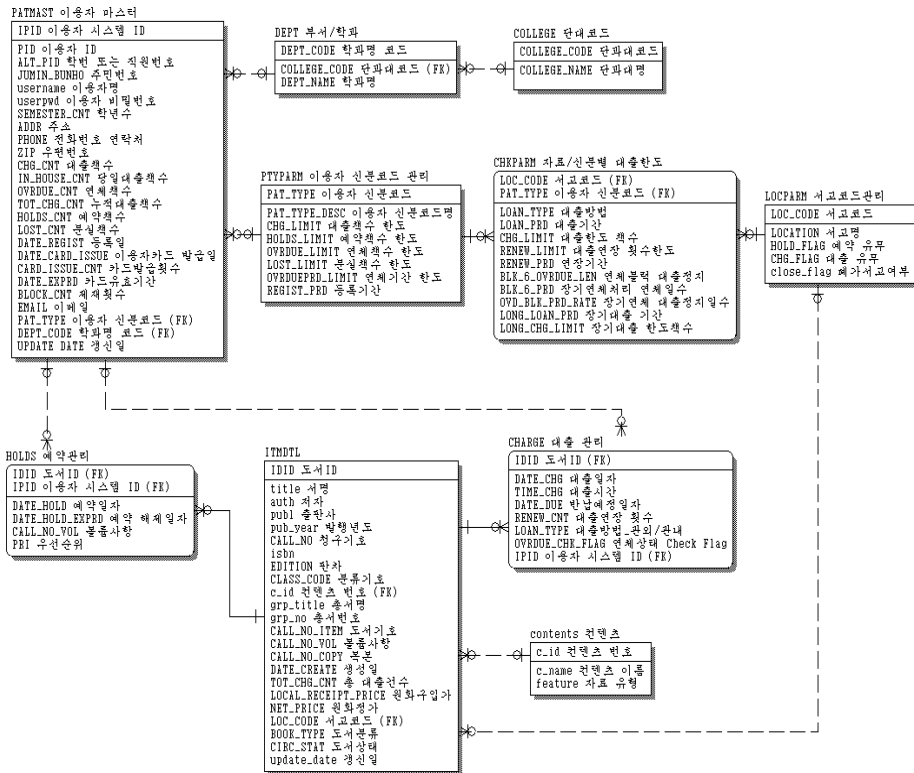 PATMAST 이용자 마스터
IPID 이용자 시스템 ID
PID 이용자 ID
ALT_PID 학번 또는 직원번호
JUMIN_BUNHO 주민번호
username 이용자명
userpwd 이용자 비밀번호
SEMESTER_CNT 학년수
ADDR 주소
PHONE 전화번호 연락처
ZIP 우편번호
CHG_CNT 대출책수
IN_HOUSE_CNT 당일대출책수
OVRDUE_CNT 연체책수
TOT_CHG_CNT 누적대출책수
HOLDS_CNT 예약책수
LOST_CNT 분실책수
DATE_REGIST 등록일
DATE_CARD_ISSUE 이용자카드 발급일
CARD_ISSUE_CNT 카드발급횟수
DATE_EXPRD 카드유효기간
BLOCK_CNT 제재횟수
EMAIL 이메일
PAT_TYPE 이용자 신분코드 (FK)
DEPT_CODE 학과명 코드 (FK)
UPDATE DATE 갱신일
DEPT 부서/학과
DEPT_CODE 학과명 코드
COLLEGE_CODE 단과대코드 (FK)
DEPT_NAME 학과명
COLLEGE 단대코드
COLLEGE_CODE 단과대코드
COLLEGE_NAME 단과대명
PTYPARM 이용자 신분코드 관리
PAT_TYPE 이용자 신분코드
PAT_TYPE_DESC 이용자 신분코드명
CHG_LIMIT 대출책수 한도
HOLDS_LIMIT 예약책수 한도
OVRDUE_LIMIT 연체책수 한도
LOST_LIMIT 분실책수 한도
OVRDUEPRD_LIMIT 연체기간 한도
REGIST_PRD 등록기간
CHKPARM 자료/신분별 대출한도
LOC_CODE 서고코드 (FK)
PAT_TYPE 이용자 신분코드 (FK)
LOAN_TYPE 대출방법
LOAN_PRD 대출기간
CHG_LIMIT 대출한도 책수
RENEW_LIMIT 대출연장 횟수한도
RENEW_PRD 연장기간
BLK_6_OVRDUE_LEN 연체블럭 대출정지
BLK_6_PRD 장기연체처리 연체일수
OVD_BLK_PRD_RATE 장기연체 대출정지일수
LONG_LOAN_PRD 장기대출 기간
LONG_CHG_LIMIT 장기대출 한도책수
LOCPARM 서고코드관리
LOC_CODE 서고코드
LOCATION 서고명
HOLD_FLAG 예약 유무
CHG_FLAG 대출 유무
close_flag 폐가서고여부
HOLDS 예약관리
IDID 도서ID (FK)
IPID 이용자 시스템 ID (FK)
DATE_HOLD 예약일자
DATE_HOLD_EXPRD 예약 해제일자
CALL_NO_VOL 볼륨사항
PRI 우선순위
ITMDTL
IDID 도서ID
title 서명
auth 저자
publ 출판사
pub_year 발행년도
CALL_NO 청구기호
isbn
EDITION 판차
CLASS_CODE 분류기호
c_id 컨텐츠 번호 (FK)
grp_title 총서명
grp_no 총서번호
CALL_NO_ITEM 도서기호
CALL_NO_VOL 볼륨사항
CALL_NO_COPY 복본
DATE_CREATE 생성일
TOT_CHG_CNT 총 대출건수
LOCAL_RECEIPT_PRICE 원화구입가
NET_PRICE 원화정가
LOC_CODE 서고코드 (FK)
BOOK_TYPE 도서분류
CIRC_STAT 도서상태
update_date 갱신일
CHARGE 대출 관리
IDID 도서ID (FK)
DATE_CHG 대출일자
TIME_CHG 대출시간
DATE_DUE 반납예정일자
RENEW_CNT 대출연장 횟수
LOAN_TYPE 대출방법_관외/관내
OVRDUE_CHK_FLAG 연체상태 Check Flag
IPID 이용자 시스템 ID (FK)
contents 컨텐츠
c_id 컨텐츠 번호
c_name 컨텐츠 이름
feature 자료 유형